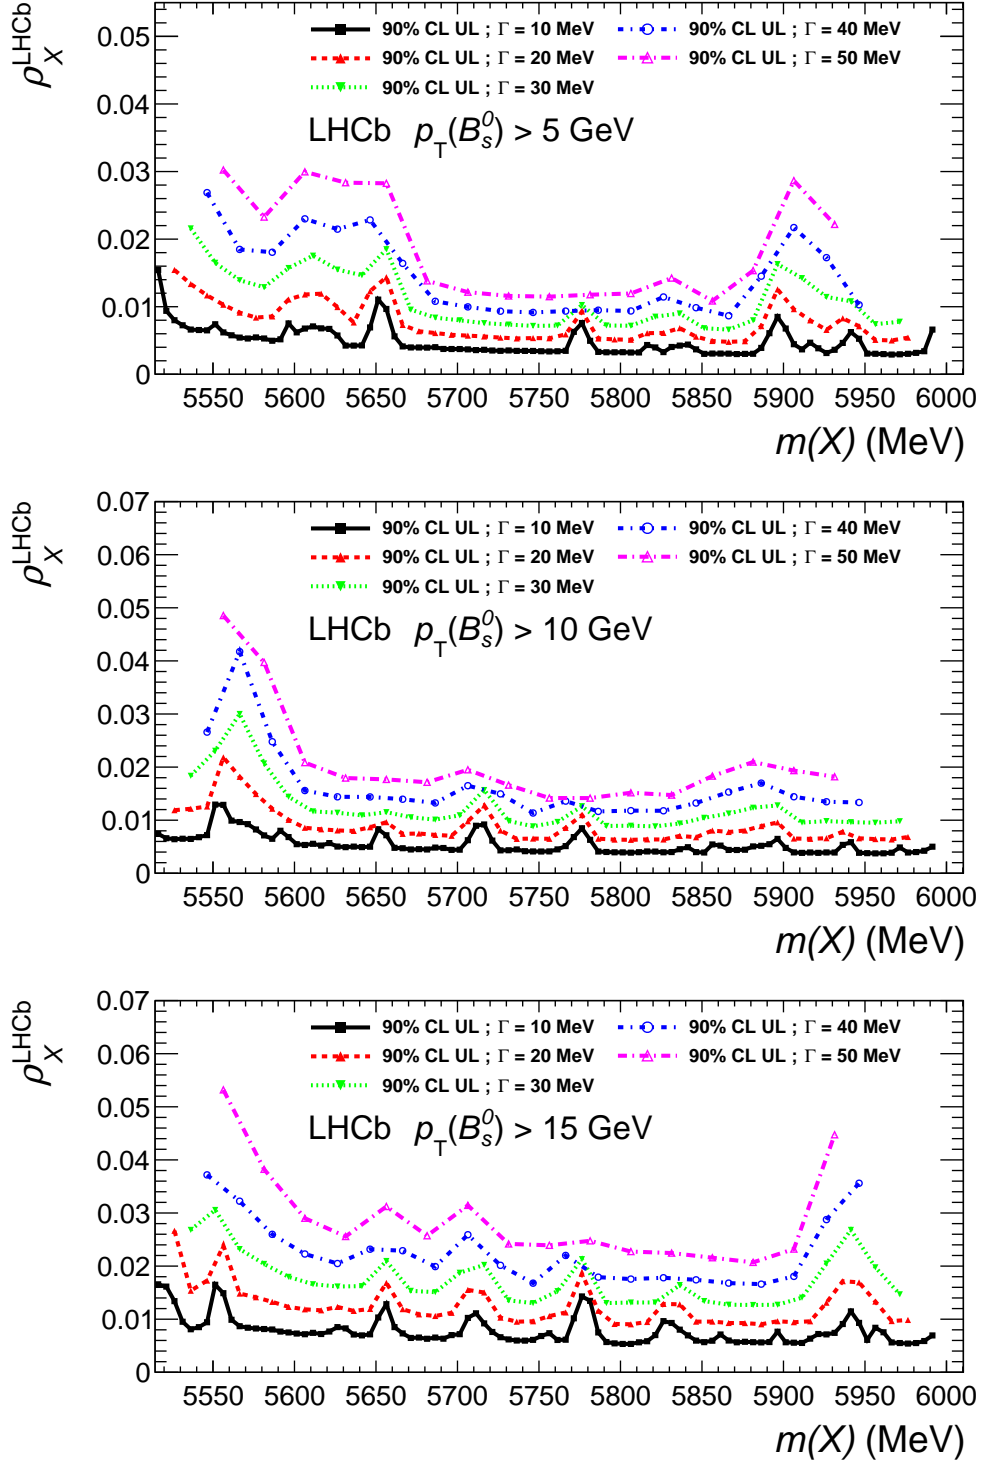 ρ_X^LHCb
0.05
0.04
0.03
0.02
0.01
0
90% CL UL ; Γ = 10 MeV
90% CL UL ; Γ = 20 MeV
90% CL UL ; Γ = 30 MeV
90% CL UL ; Γ = 40 MeV
90% CL UL ; Γ = 50 MeV
LHCb p_T(B_s^0) > 5 GeV
5550 5600 5650 5700 5750 5800 5850 5900 5950 6000
m(X) (MeV)
ρ_X^LHCb
0.07
0.06
0.05
0.04
0.03
0.02
0.01
0
90% CL UL ; Γ = 10 MeV
90% CL UL ; Γ = 20 MeV
90% CL UL ; Γ = 30 MeV
90% CL UL ; Γ = 40 MeV
90% CL UL ; Γ = 50 MeV
LHCb p_T(B_s^0) > 10 GeV
5550 5600 5650 5700 5750 5800 5850 5900 5950 6000
m(X) (MeV)
ρ_X^LHCb
0.07
0.06
0.05
0.04
0.03
0.02
0.01
0
90% CL UL ; Γ = 10 MeV
90% CL UL ; Γ = 20 MeV
90% CL UL ; Γ = 30 MeV
90% CL UL ; Γ = 40 MeV
90% CL UL ; Γ = 50 MeV
LHCb p_T(B_s^0) > 15 GeV
5550 5600 5650 5700 5750 5800 5850 5900 5950 6000
m(X) (MeV)